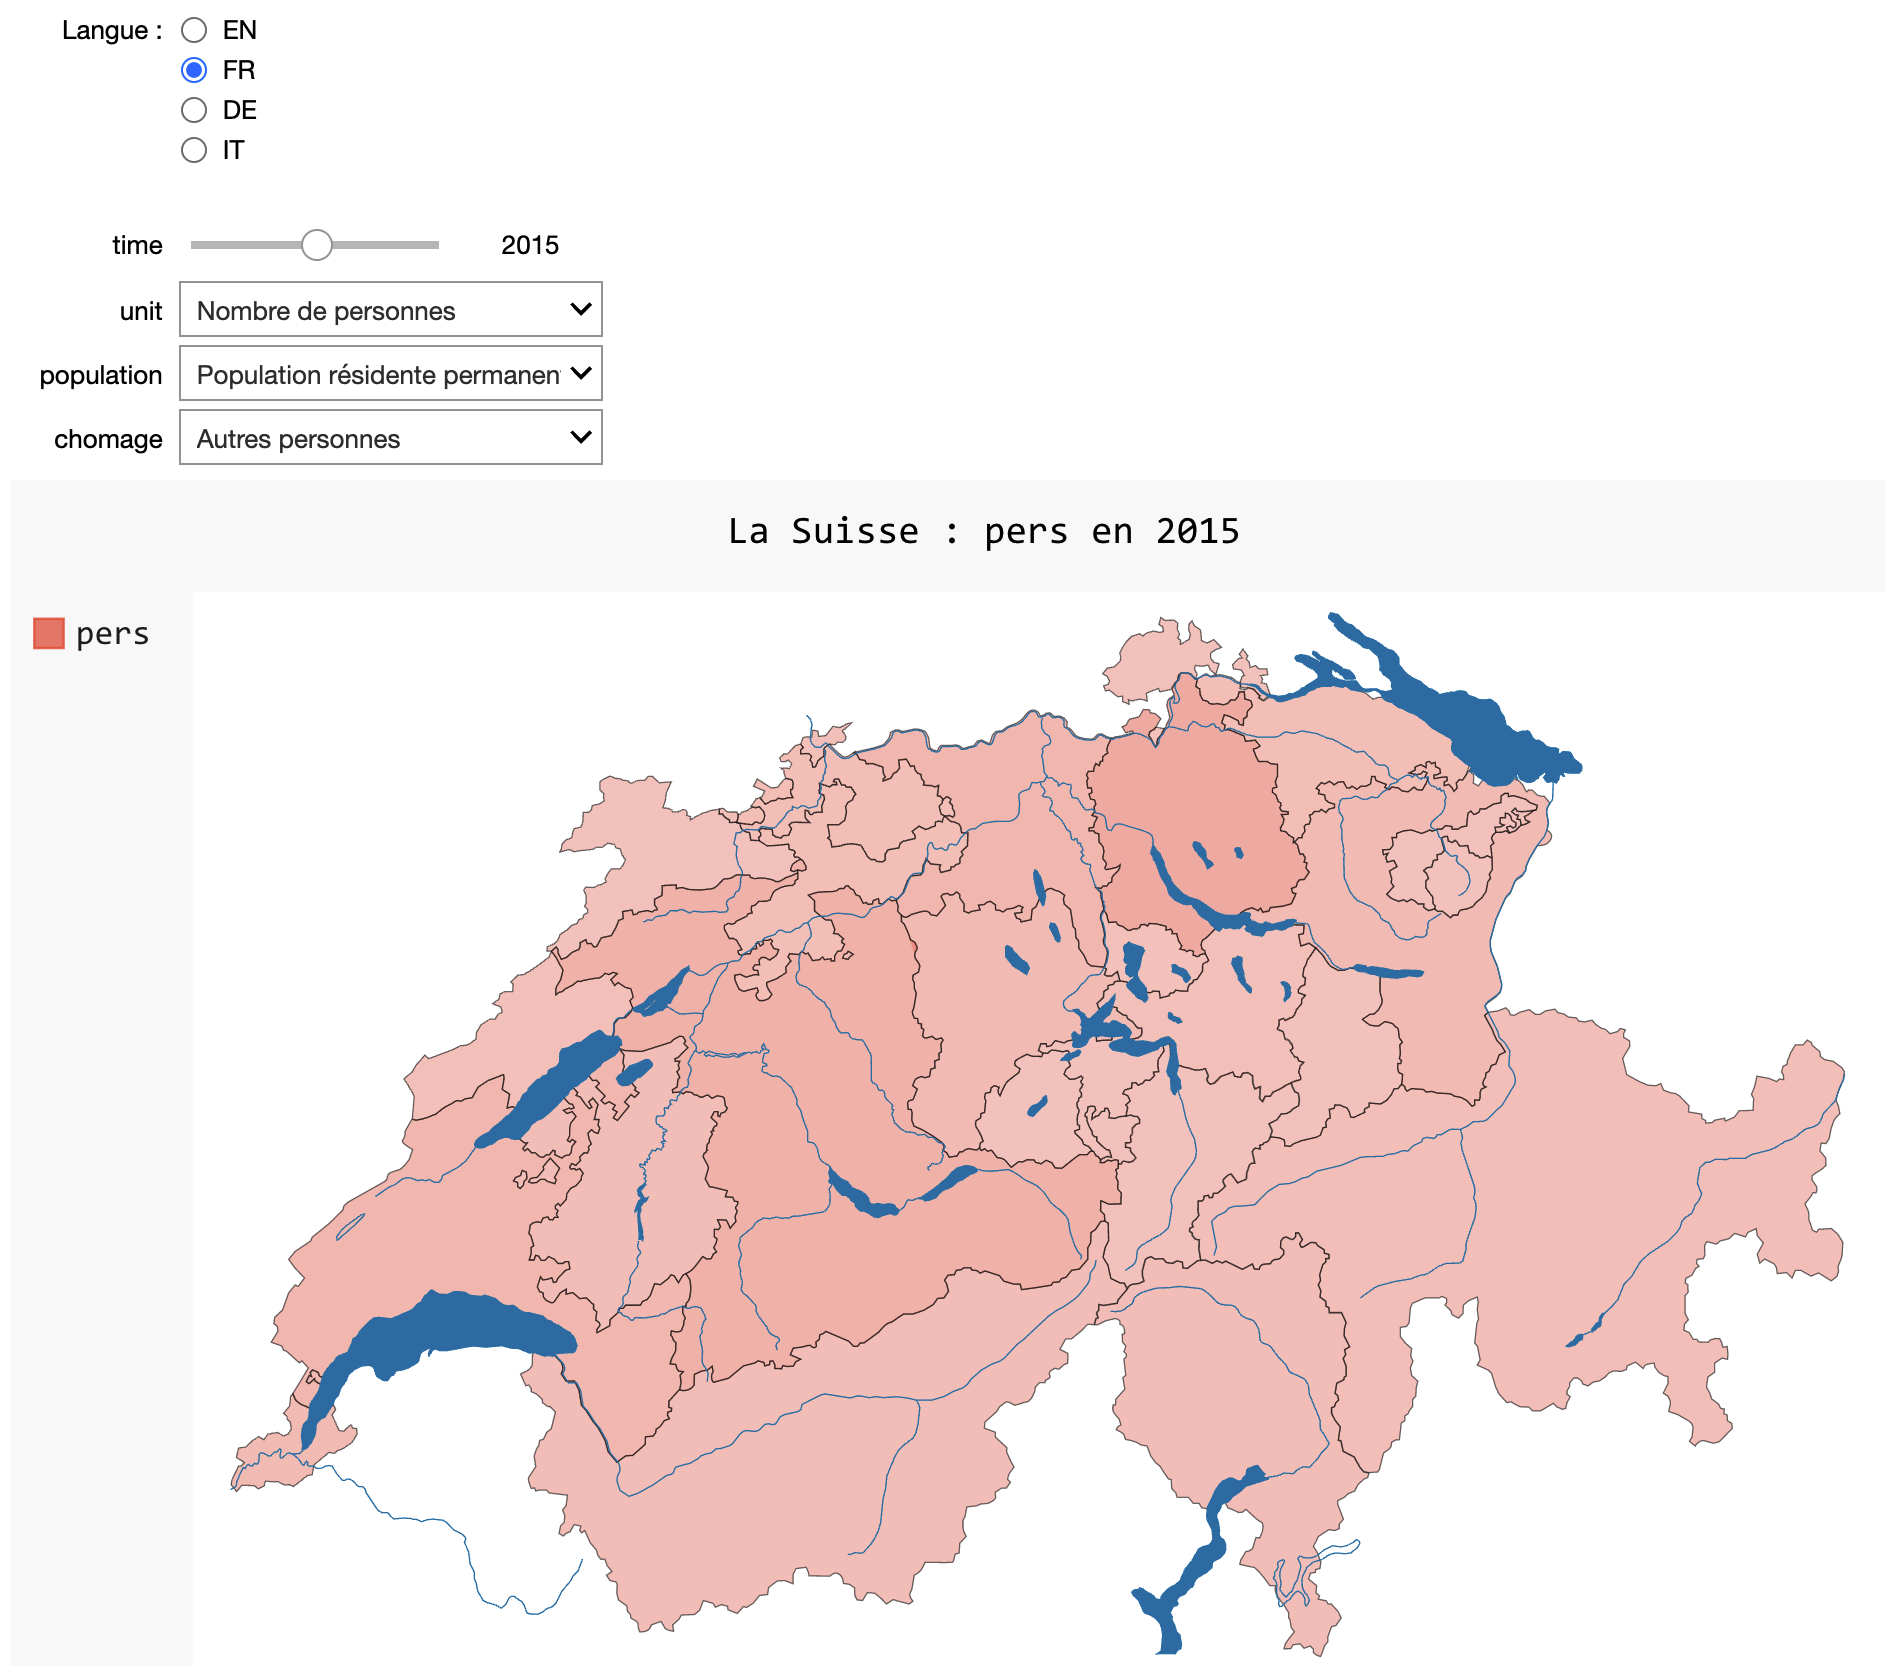 Langue :
EN
FR
DE
IT
time 2015
unit Nombre de personnes
population Population résidente permanen
chomage Autres personnes
La Suisse : pers en 2015
pers